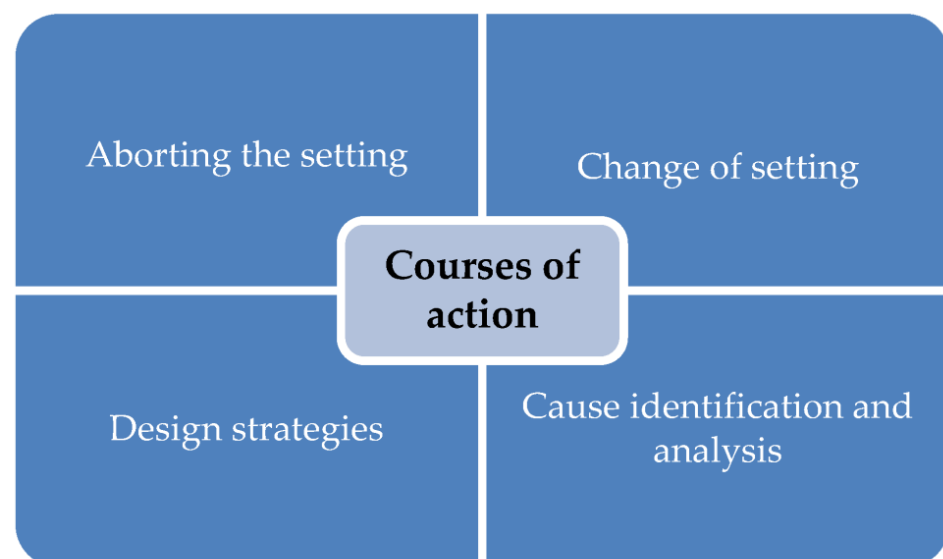 Aborting the setting
Change of setting
Courses of
action
Design strategies
Cause identification and
analysis